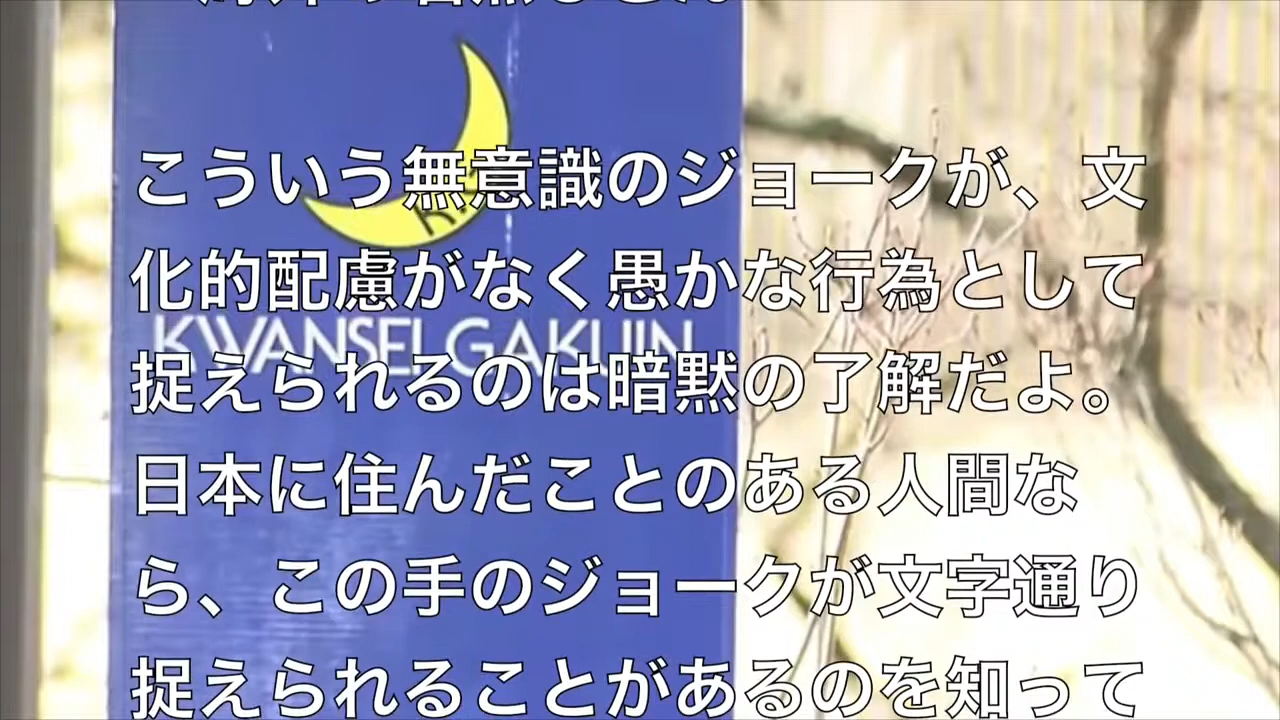 こういう無意識のジョークが、文
化的配慮がなく愚かな行為として
KWANSEI GAKUIN
捉えられるのは暗黙の了解だよ。
日本に住んだことのある人間な
ら、この手のジョークが文字通り
捉えられることがあるのを知って